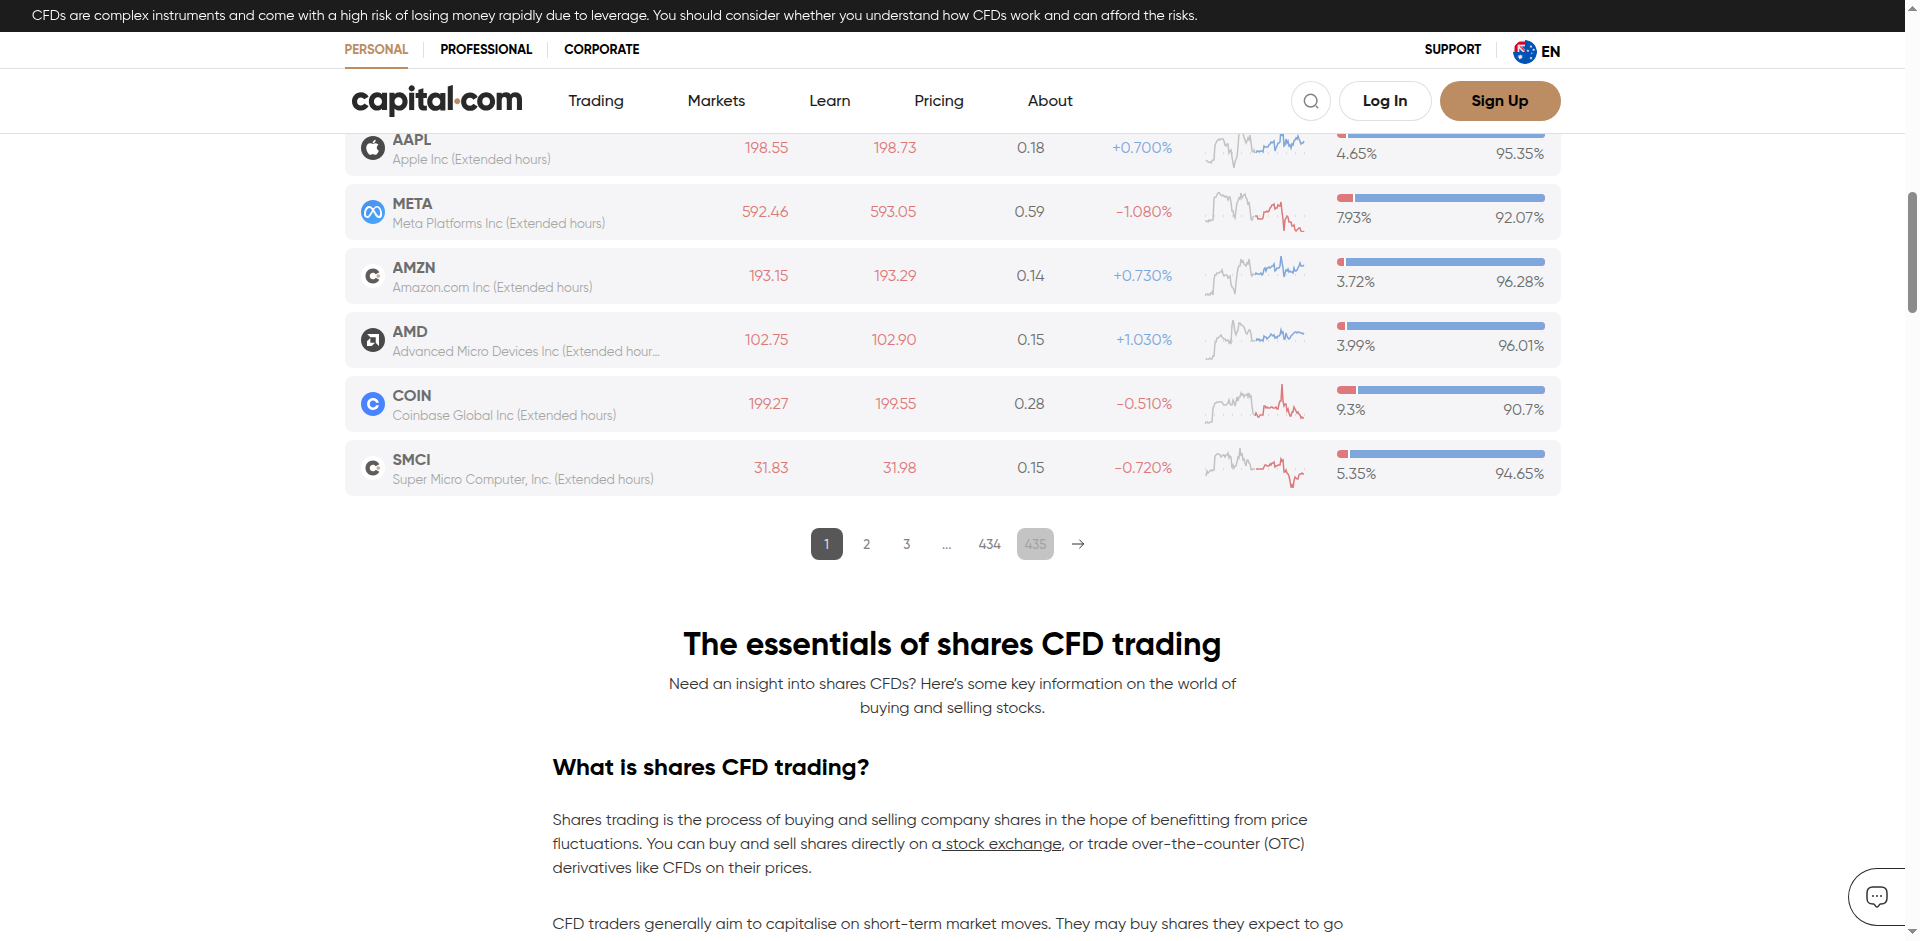 CFDs are complex instruments and come with a high risk of losing money rapidly due to leverage. You should consider whether you understand how CFDs work and can afford the risks.
PERSONAL PROFESSIONAL CORPORATE SUPPORT EN
capital.com Trading Markets Learn Pricing About Log In Sign Up
AAPL
Apple Inc (Extended hours) 198.55 198.73 0.18 +0.700% 4.65% 95.35%
META
Meta Platforms Inc (Extended hours) 592.46 593.05 0.59 -1.080% 7.93% 92.07%
AMZN
Amazon.com Inc (Extended hours) 193.15 193.29 0.14 +0.730% 3.72% 96.28%
AMD
Advanced Micro Devices Inc (Extended hour... 102.75 102.90 0.15 +1.030% 3.99% 96.01%
COIN
Coinbase Global Inc (Extended hours) 199.27 199.55 0.28 -0.510% 9.3% 90.7%
SMCI
Super Micro Computer, Inc. (Extended hours) 31.83 31.98 0.15 -0.720% 5.35% 94.65%
1 2 3 ... 434 435
The essentials of shares CFD trading
Need an insight into shares CFDs? Here’s some key information on the world of
buying and selling stocks.
What is shares CFD trading?
Shares trading is the process of buying and selling company shares in the hope of benefitting from price
fluctuations. You can buy and sell shares directly on a stock exchange, or trade over-the-counter (OTC)
derivatives like CFDs on their prices.
CFD traders generally aim to capitalise on short-term market moves. They may buy shares they expect to go